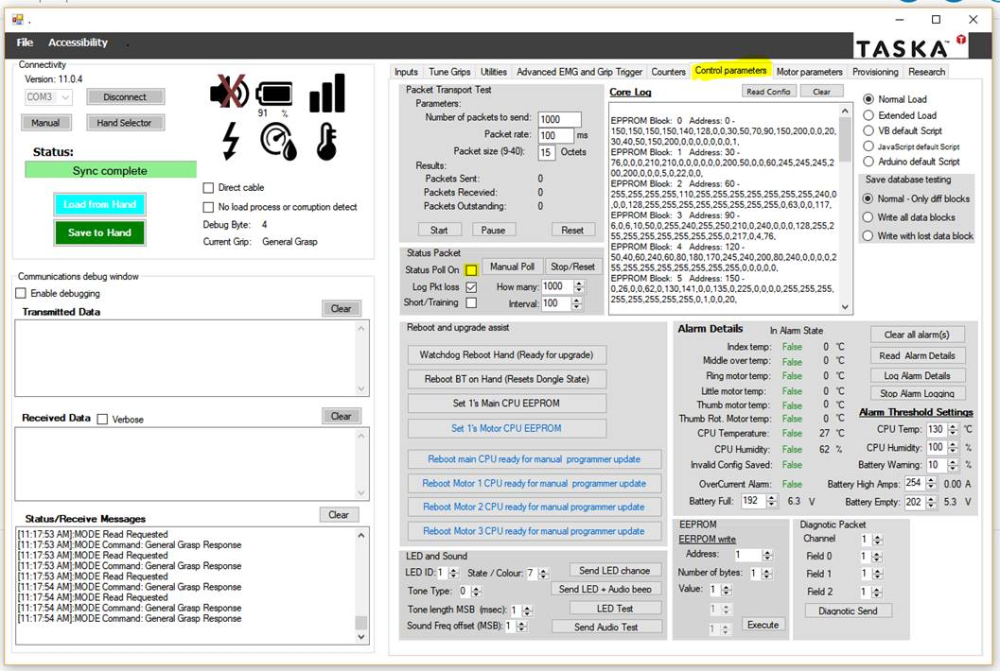 .
File Accessibility
TASKA
Connectivity
Version: 11.0.4
COM3
Disconnect
Manual
Hand Selector
91 %
Status:
Sync complete
Load from Hand
Save to Hand
Direct cable
No load process or corruption detect
Debug Byte: 4
Current Grip: General Grasp
Communications debug window
Enable debugging
Transmitted Data
Clear
Received Data
Verbose
Clear
Status/Receive Messages
Clear
[11:17:53 AM]:MODE Read Requested
[11:17:53 AM]:MODE Command: General Grasp Response
[11:17:53 AM]:MODE Read Requested
[11:17:53 AM]:MODE Command: General Grasp Response
[11:17:53 AM]:MODE Read Requested
[11:17:54 AM]:MODE Command: General Grasp Response
[11:17:54 AM]:MODE Read Requested
[11:17:54 AM]:MODE Command: General Grasp Response
[11:17:54 AM]:MODE Command: General Grasp Response
Inputs Tune Grips Utilities Advanced EMG and Grip Trigger Counters Control parameters Motor parameters Provisioning Research
Packet Transport Test
Parameters:
Number of packets to send: 1000
Packet rate: 100 ms
Packet size (9-40): 15 Octets
Results:
Packets Sent: 0
Packets Recevied: 0
Packets Outstanding: 0
Start Pause Reset
Status Packet
Status Poll On Manual Poll Stop/Reset
Log Pkt loss How many: 1000
Short/Training Interval: 100
Core Log
Read Config Clear
EPPROM Block: 0 Address: 0 -
150,150,150,150,140,128,0,0,30,50,70,90,150,200,0,0,20,
30,40,50,150,200,0,0,0,0,0,0,0,1,
EPPROM Block: 1 Address: 30 -
76,0,0,0,210,210,0,0,0,0,0,0,200,50,0,0,60,245,245,245,2
00,200,0,0,0,5,0,22,0,0,
EPPROM Block: 2 Address: 60 -
255,255,255,255,110,255,255,255,255,255,255,255,240,0
,0,0,128,255,255,255,255,255,255,255,0,63,0,0,117,
EPPROM Block: 3 Address: 90 -
6,0,6,10,50,0,255,240,255,250,210,0,240,0,0,0,128,255,2
55,255,255,255,255,255,255,0,217,0,4,76,
EPPROM Block: 4 Address: 120 -
50,40,60,240,60,80,180,170,245,240,200,80,240,0,0,0,0,2
55,255,255,255,255,255,255,255,0,0,0,0,0,
EPPROM Block: 5 Address: 150 -
0,26,0,0,62,0,130,141,0,0,135,0,225,0,0,0,0,255,255,255,
255,255,255,255,255,0,1,0,0,20,
Normal Load
Extended Load
VB default Script
JavaScript default Script
Arduino default Script
Save database testing
Normal - Only diff blocks
Write all data blocks
Write with lost data block
Reboot and upgrade assist
Watchdog Reboot Hand (Ready for upgrade)
Reboot BT on Hand (Resets Dongle State)
Set 1's Main CPU EEPROM
Set 1's Motor CPU EEPROM
Reboot main CPU ready for manual programmer update
Reboot Motor 1 CPU ready for manual programmer update
Reboot Motor 2 CPU ready for manual programmer update
Reboot Motor 3 CPU ready for manual programmer update
Alarm Details In Alarm State
Index temp: False 0 °C
Middle over temp: False 0 °C
Ring motor temp: False 0 °C
Little motor temp: False 0 °C
Thumb motor temp: False 0 °C
Thumb Rot. Motor temp: False 0 °C
CPU Temperature: False 27 °C
CPU Humidity: False 62 %
Invalid Config Saved: False
OverCurrent Alarm: False
Battery Full: 192 6.3 V
Clear all alarm(s)
Read Alarm Details
Log Alarm Details
Stop Alarm Logging
Alarm Threshold Settings
CPU Temp: 130 °C
CPU Humidity: 100 %
Battery Warning: 10 %
Battery High Amps: 254 0.00 A
Battery Empty: 202 5.3 V
LED and Sound
LED ID: 1 State / Colour: 7 Send LED change
Tone Type: 0 Send LED + Audio beep
Tone length MSB (msec): 1 LED Test
Sound Freq offset (MSB): 1 Send Audio Test
EEPROM
EERPOM write
Address: 1
Number of bytes: 1
Value: 1
1
1 Execute
Diagnostic Packet
Channel 1
Field 0 1
Field 1 1
Field 2 1
Diagnostic Send